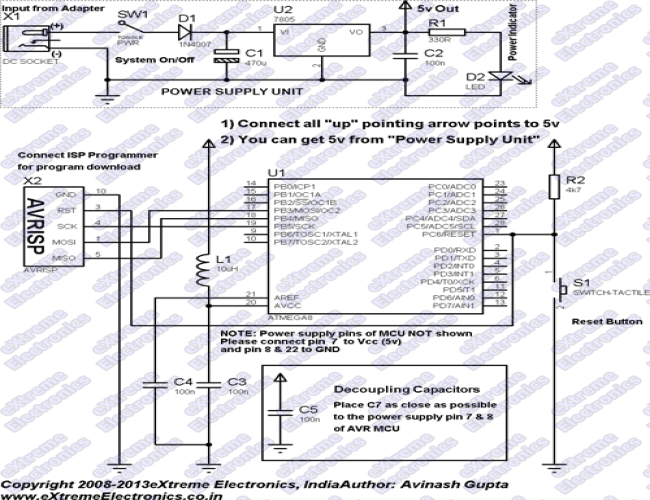 Input from Adapter
X1
(+)
(-)
DC SOCKET
SW1
TOGGLE
PWR
System On/Off
D1
1N4007
C1
470u
U2
7805
1
VI
VO
3
GND
2
5v Out
R1
330R
C2
100n
D2
LED
Power Indicator
POWER SUPPLY UNIT
1) Connect all "up" pointing arrow points to 5v
2) You can get 5v from "Power Supply Unit"
Connect ISP Programmer
for program download
X2
AVRISP
GND
10
RST
3
SCK
4
MOSI
1
MISO
5
AVRISP
U1
14
PB0/ICP1
15
PB1/OC1A
16
PB2/SS/OC1B
17
PB3/MOSI/OC2
18
PB4/MISO
19
PB5/SCK
9
PB6/TOSC1/XTAL1
10
PB7/TOSC2/XTAL2
21
AREF
20
AVCC
PC0/ADC0
23
PC1/ADC1
24
PC2/ADC2
25
PC3/ADC3
26
PC4/ADC4/SDA
27
PC5/ADC5/SCL
28
PC6/RESET
1
PD0/RXD
2
PD1/TXD
3
PD2/INT0
4
PD3/INT1
5
PD4/T0/XCK
6
PD5/T1
11
PD6/AIN0
12
PD7/AIN1
13
ATMEGA8
L1
10uH
R2
4k7
1
S1
SWITCH-TACTILE
2
Reset Button
NOTE: Power supply pins of MCU NOT shown
Please connect pin 7 to Vcc (5v)
and pin 8 & 22 to GND
C4
100n
C3
100n
C5
100n
Decoupling Capacitors
Place C7 as close as possible
to the power supply pin 7 & 8
of AVR MCU
eXtreme
Electronics
Copyright 2008-2013eXtreme Electronics, IndiaAuthor: Avinash Gupta
www.eXtremeElectronics.co.in